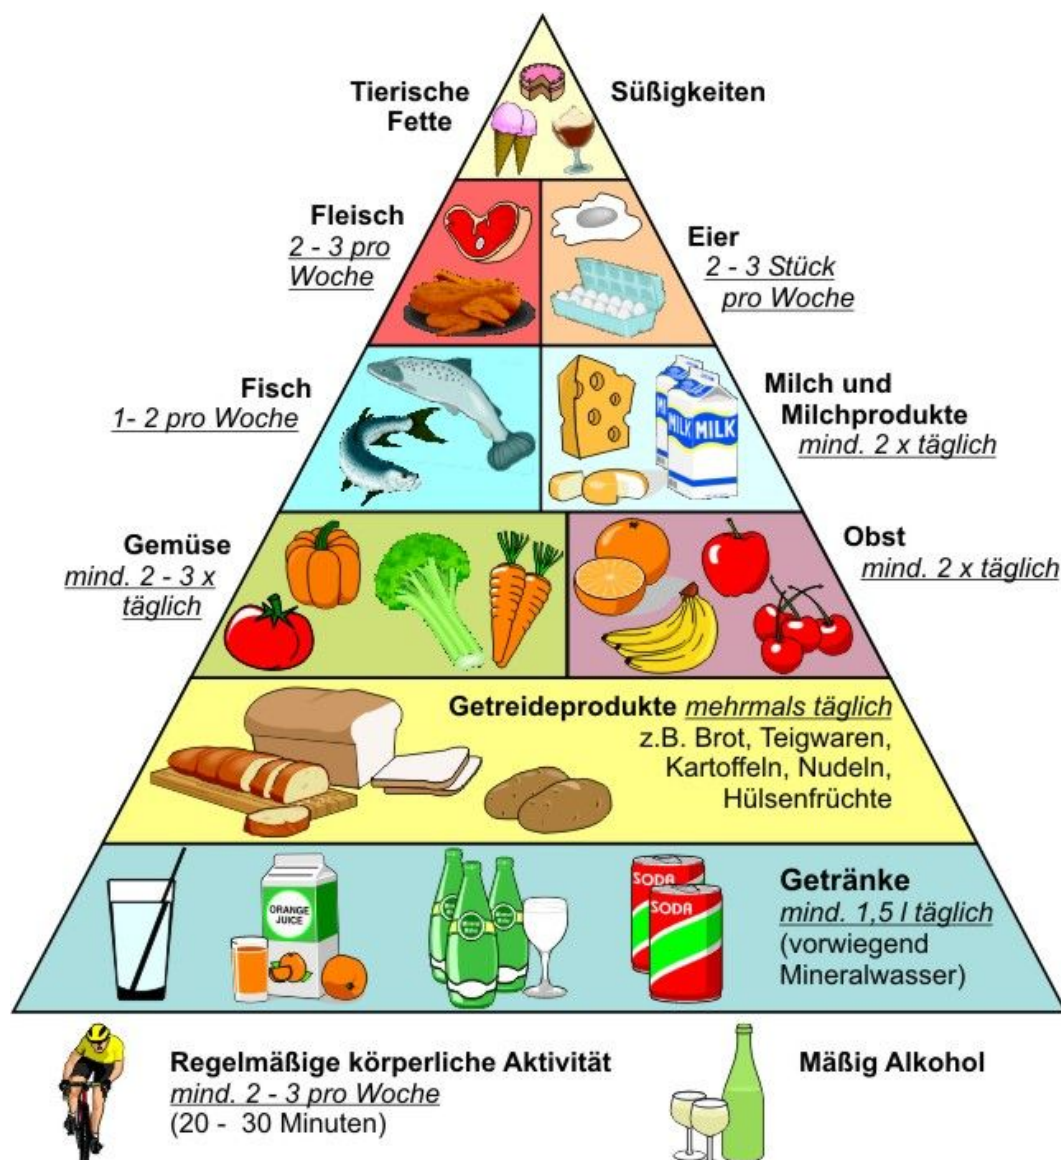 Tierische
Fette
Süßigkeiten
Fleisch
2 - 3 pro
Woche
Eier
2 - 3 Stück
pro Woche
Fisch
1- 2 pro Woche
Milch und
Milchprodukte
mind. 2 x täglich
MILK
MILK
Gemüse
mind. 2 - 3 x
täglich
Obst
mind. 2 x täglich
Getreideprodukte mehrmals täglich
z.B. Brot, Teigwaren,
Kartoffeln, Nudeln,
Hülsenfrüchte
ORANGE
JUICE
SODA
SODA
Getränke
mind. 1,5 l täglich
(vorwiegend
Mineralwasser)
Regelmäßige körperliche Aktivität
mind. 2 - 3 pro Woche
(20 - 30 Minuten)
Mäßig Alkohol